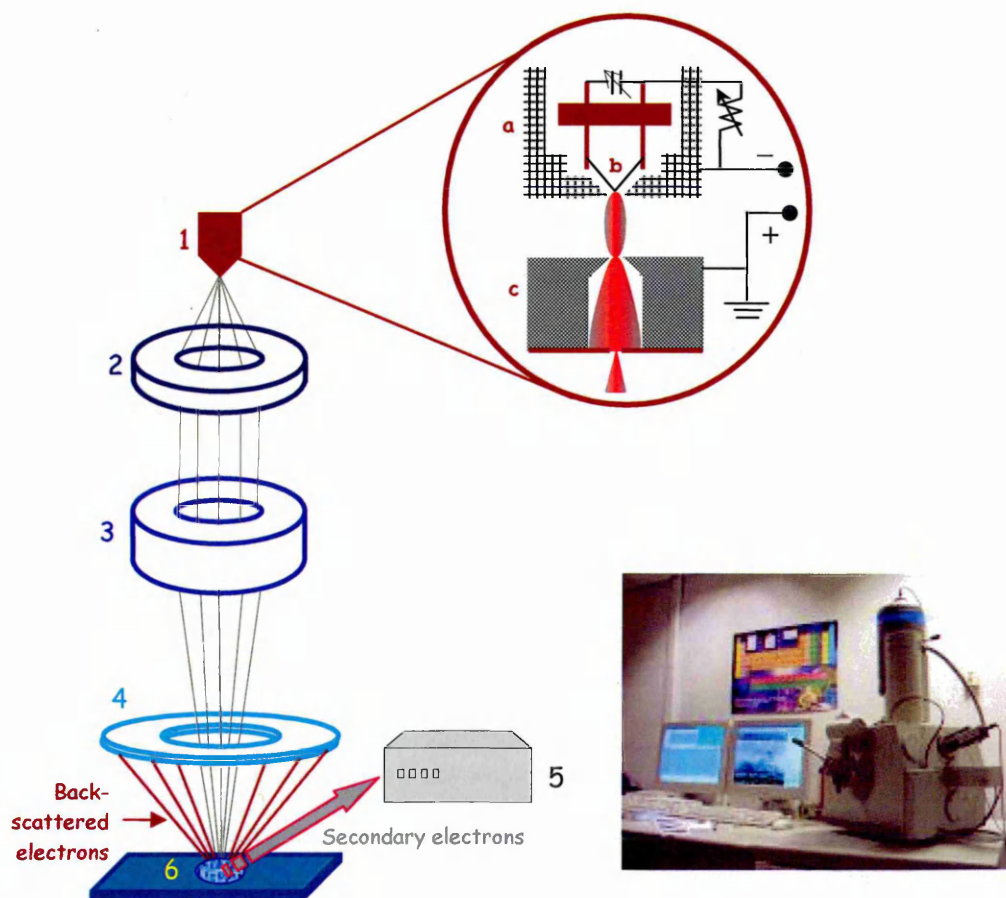 a
b
−
+
c
1
2
3
4
5
Back-
scattered
electrons
Secondary electrons
6